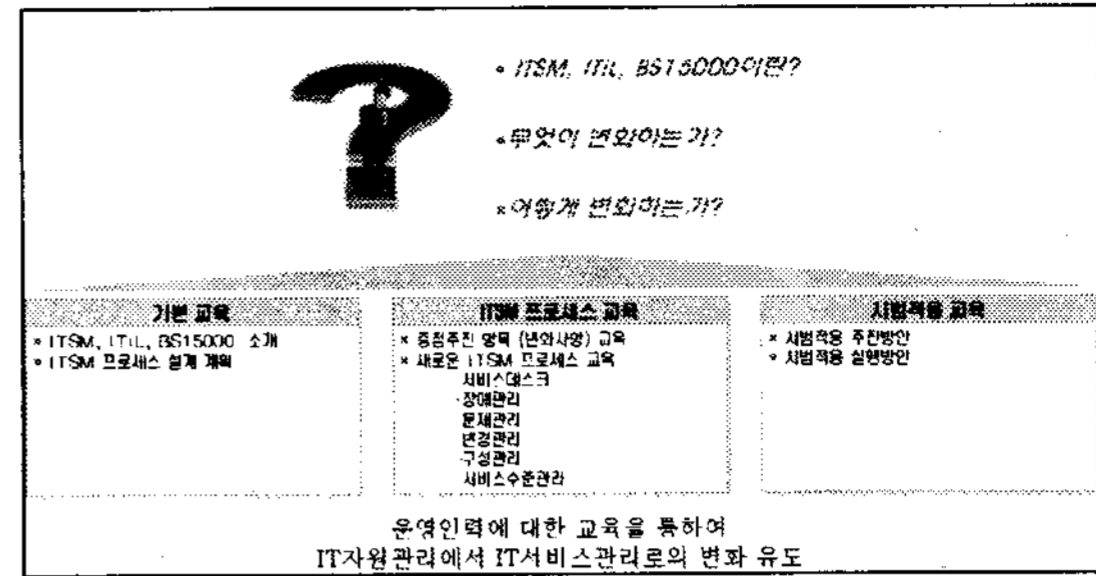 * ITSM, ITIL, BS15000이란?
* 무엇이 변화하는가?
* 어떻게 변화하는가?
기본 교육
* ITSM, ITIL, BS15000 소개
* ITSM 프로세스 설계 계획
ITSM 프로세스 교육
* 중점추진 항목 (변화사항) 교육
* 새로운 ITSM 프로세스 교육
서비스데스크
·장애관리
문제관리
변경관리
·구성관리
서비스수준관리
시범적용 교육
* 시범적용 추진방안
* 시범적용 실행방안
운영인력에 대한 교육을 통하여
IT자원관리에서 IT서비스관리로의 변화 유도